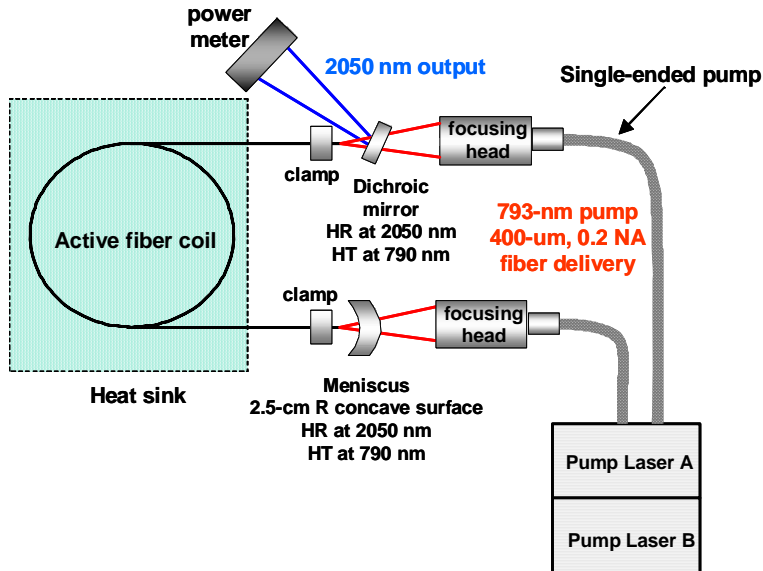 power
meter
2050 nm output
Single-ended pump
focusing
head
clamp
Dichroic
mirror
HR at 2050 nm
HT at 790 nm
793-nm pump
400-um, 0.2 NA
fiber delivery
Active fiber coil
clamp
focusing
head
Heat sink
Meniscus
2.5-cm R concave surface
HR at 2050 nm
HT at 790 nm
Pump Laser A
Pump Laser B